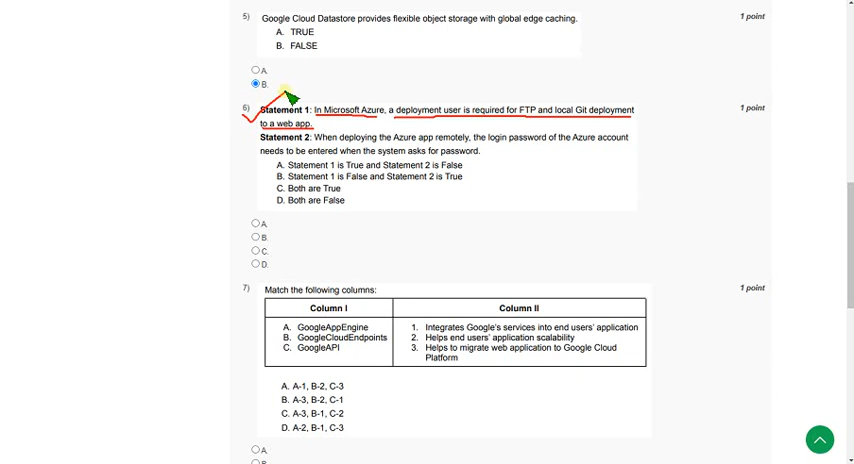 5) Google Cloud Datastore provides flexible object storage with global edge caching. 1 point
A. TRUE
B. FALSE
A.
B.
6) Statement 1: In Microsoft Azure, a deployment user is required for FTP and local Git deployment 1 point
to a web app.
Statement 2: When deploying the Azure app remotely, the login password of the Azure account
needs to be entered when the system asks for password.
A. Statement 1 is True and Statement 2 is False
B. Statement 1 is False and Statement 2 is True
C. Both are True
D. Both are False
A.
B.
C.
D.
7) Match the following columns: 1 point
Column I Column II
A. GoogleAppEngine 1. Integrates Google's services into end users' application
B. GoogleCloudEndpoints 2. Helps end users' application scalability
C. GoogleAPI 3. Helps to migrate web application to Google Cloud
Platform
A. A-1, B-2, C-3
B. A-3, B-2, C-1
C. A-3, B-1, C-2
D. A-2, B-1, C-3
A.
B.